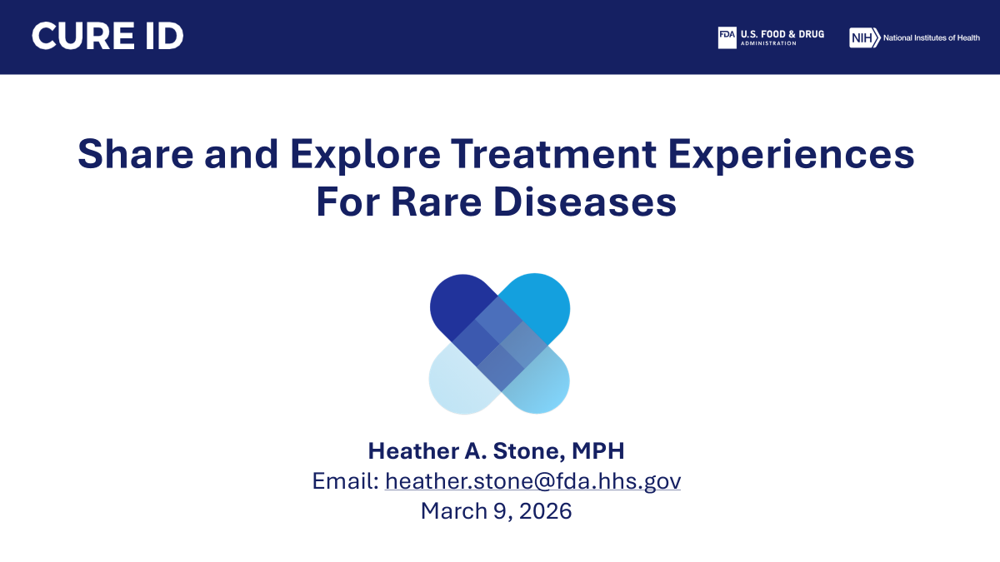 CURE ID
FDA U.S. FOOD & DRUG
ADMINISTRATION
NIH National Institutes of Health
Share and Explore Treatment Experiences
For Rare Diseases
Heather A. Stone, MPH
Email: heather.stone@fda.hhs.gov
March 9, 2026